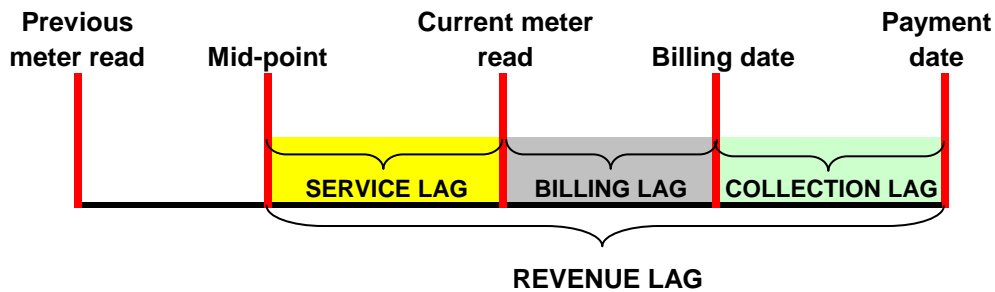 Previous
meter read
Mid-point
Current meter
read
Billing date
Payment
date
SERVICE LAG
BILLING LAG
COLLECTION LAG
REVENUE LAG